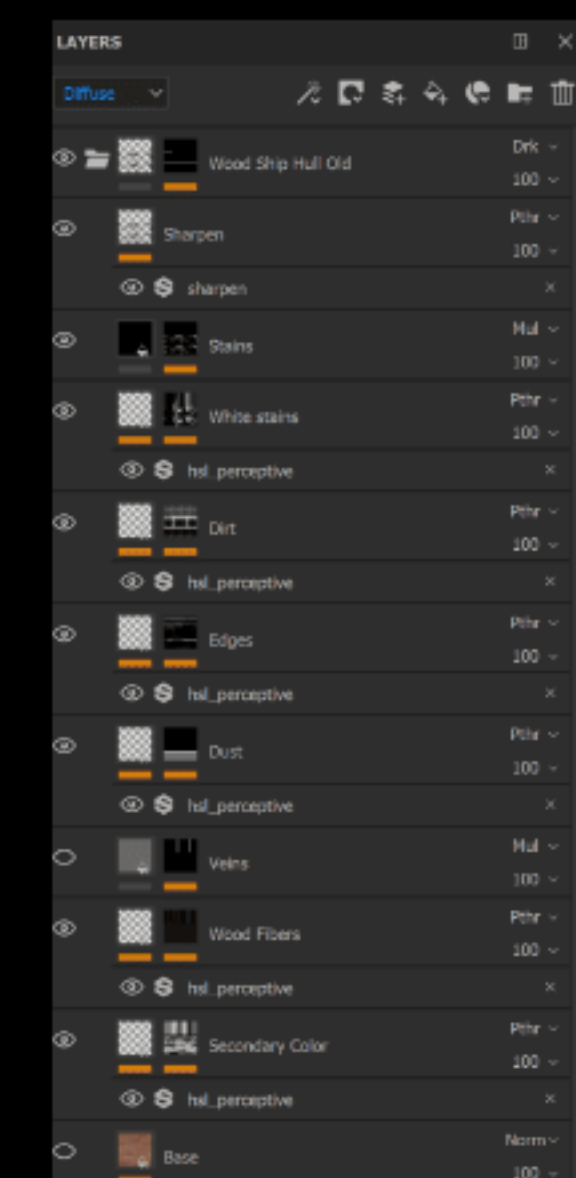 LAYERS
Diffuse
Drk
Wood Ship Hull Old
100
Pthr
Sharpen
100
sharpen
Mul
Stains
100
Pthr
White stains
100
hsl_perceptive
Pthr
Dirt
100
hsl_perceptive
Pthr
Edges
100
hsl_perceptive
Pthr
Dust
100
hsl_perceptive
Mul
Veins
100
Pthr
Wood Fibers
100
hsl_perceptive
Pthr
Secondary Color
100
hsl_perceptive
Norm
Base
100